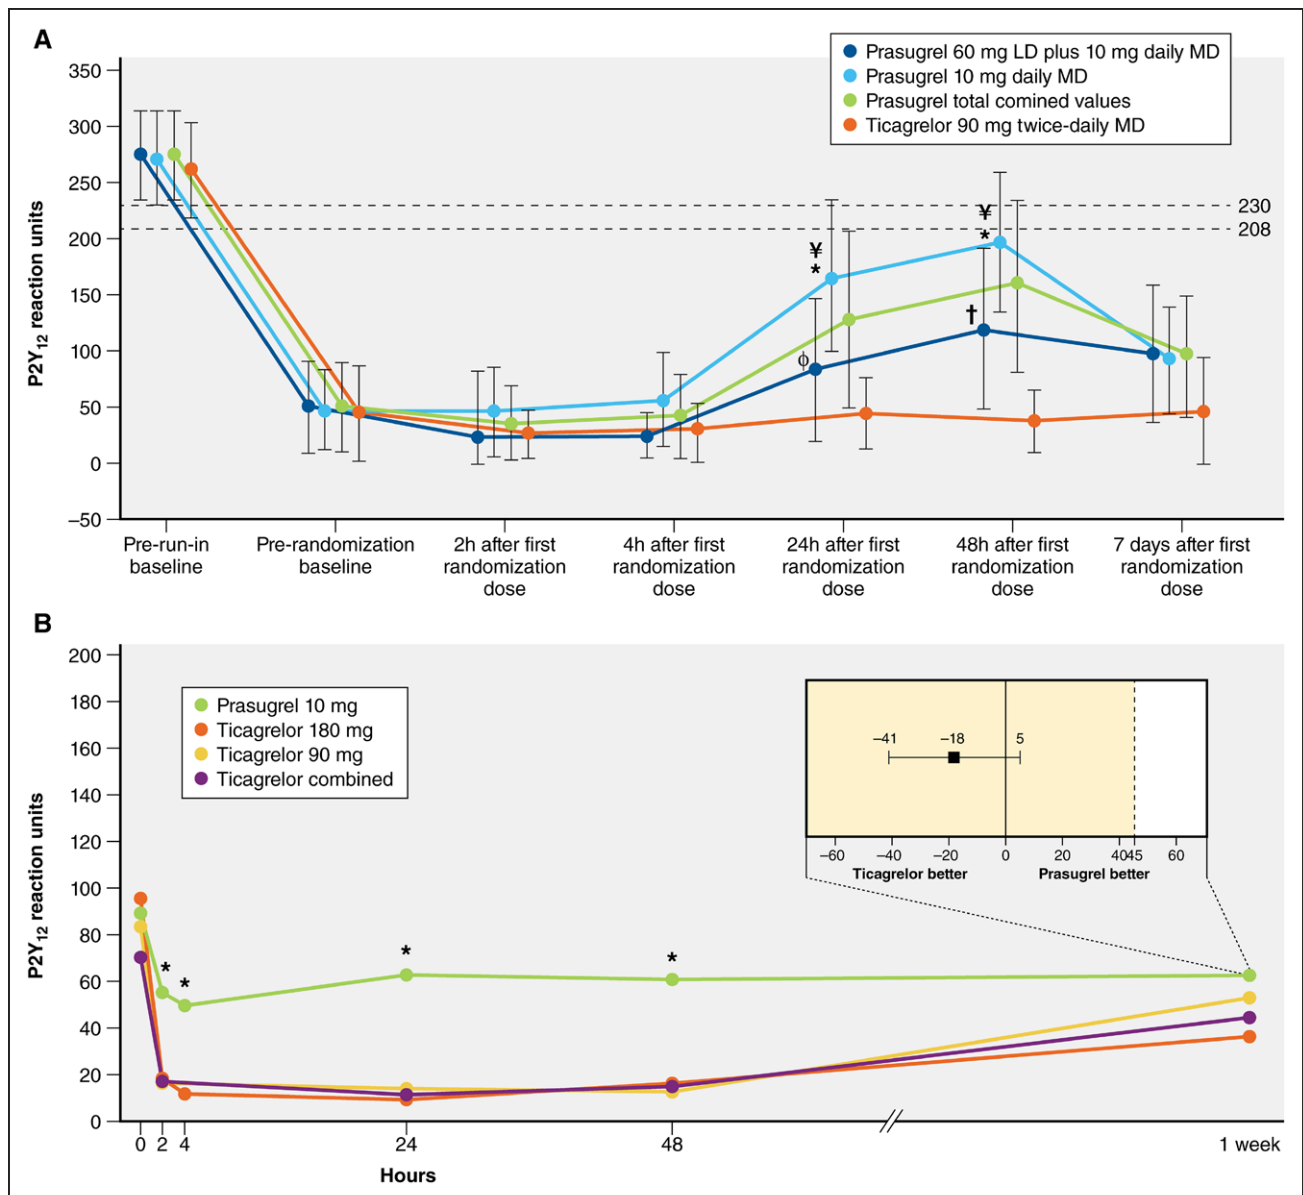 A
Prasugrel 60 mg LD plus 10 mg daily MD
Prasugrel 10 mg daily MD
Prasugrel total comined values
Ticagrelor 90 mg twice-daily MD
P2Y12 reaction units
350
300
250
200
150
100
50
0
–50
230
208
¥
*
¥
*
ϕ
†
Pre-run-in
baseline
Pre-randomization
baseline
2h after first
randomization
dose
4h after first
randomization
dose
24h after first
randomization
dose
48h after first
randomization
dose
7 days after first
randomization
dose
B
P2Y12 reaction units
200
180
160
140
120
100
80
60
40
20
0
Prasugrel 10 mg
Ticagrelor 180 mg
Ticagrelor 90 mg
Ticagrelor combined
* * * *
–41 –18 5
–60 –40 –20 0 20 40 45 60
Ticagrelor better Prasugrel better
0 2 4 24 48 1 week
Hours